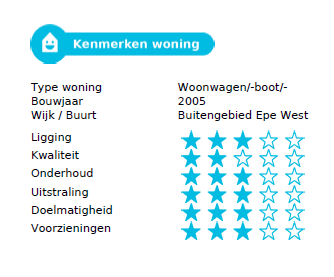 Kenmerken woning
Type woning Woonwagen/-boot/-
Bouwjaar 2005
Wijk / Buurt Buitengebied Epe West
Ligging
Kwaliteit
Onderhoud
Uitstraling
Doelmatigheid
Voorzieningen